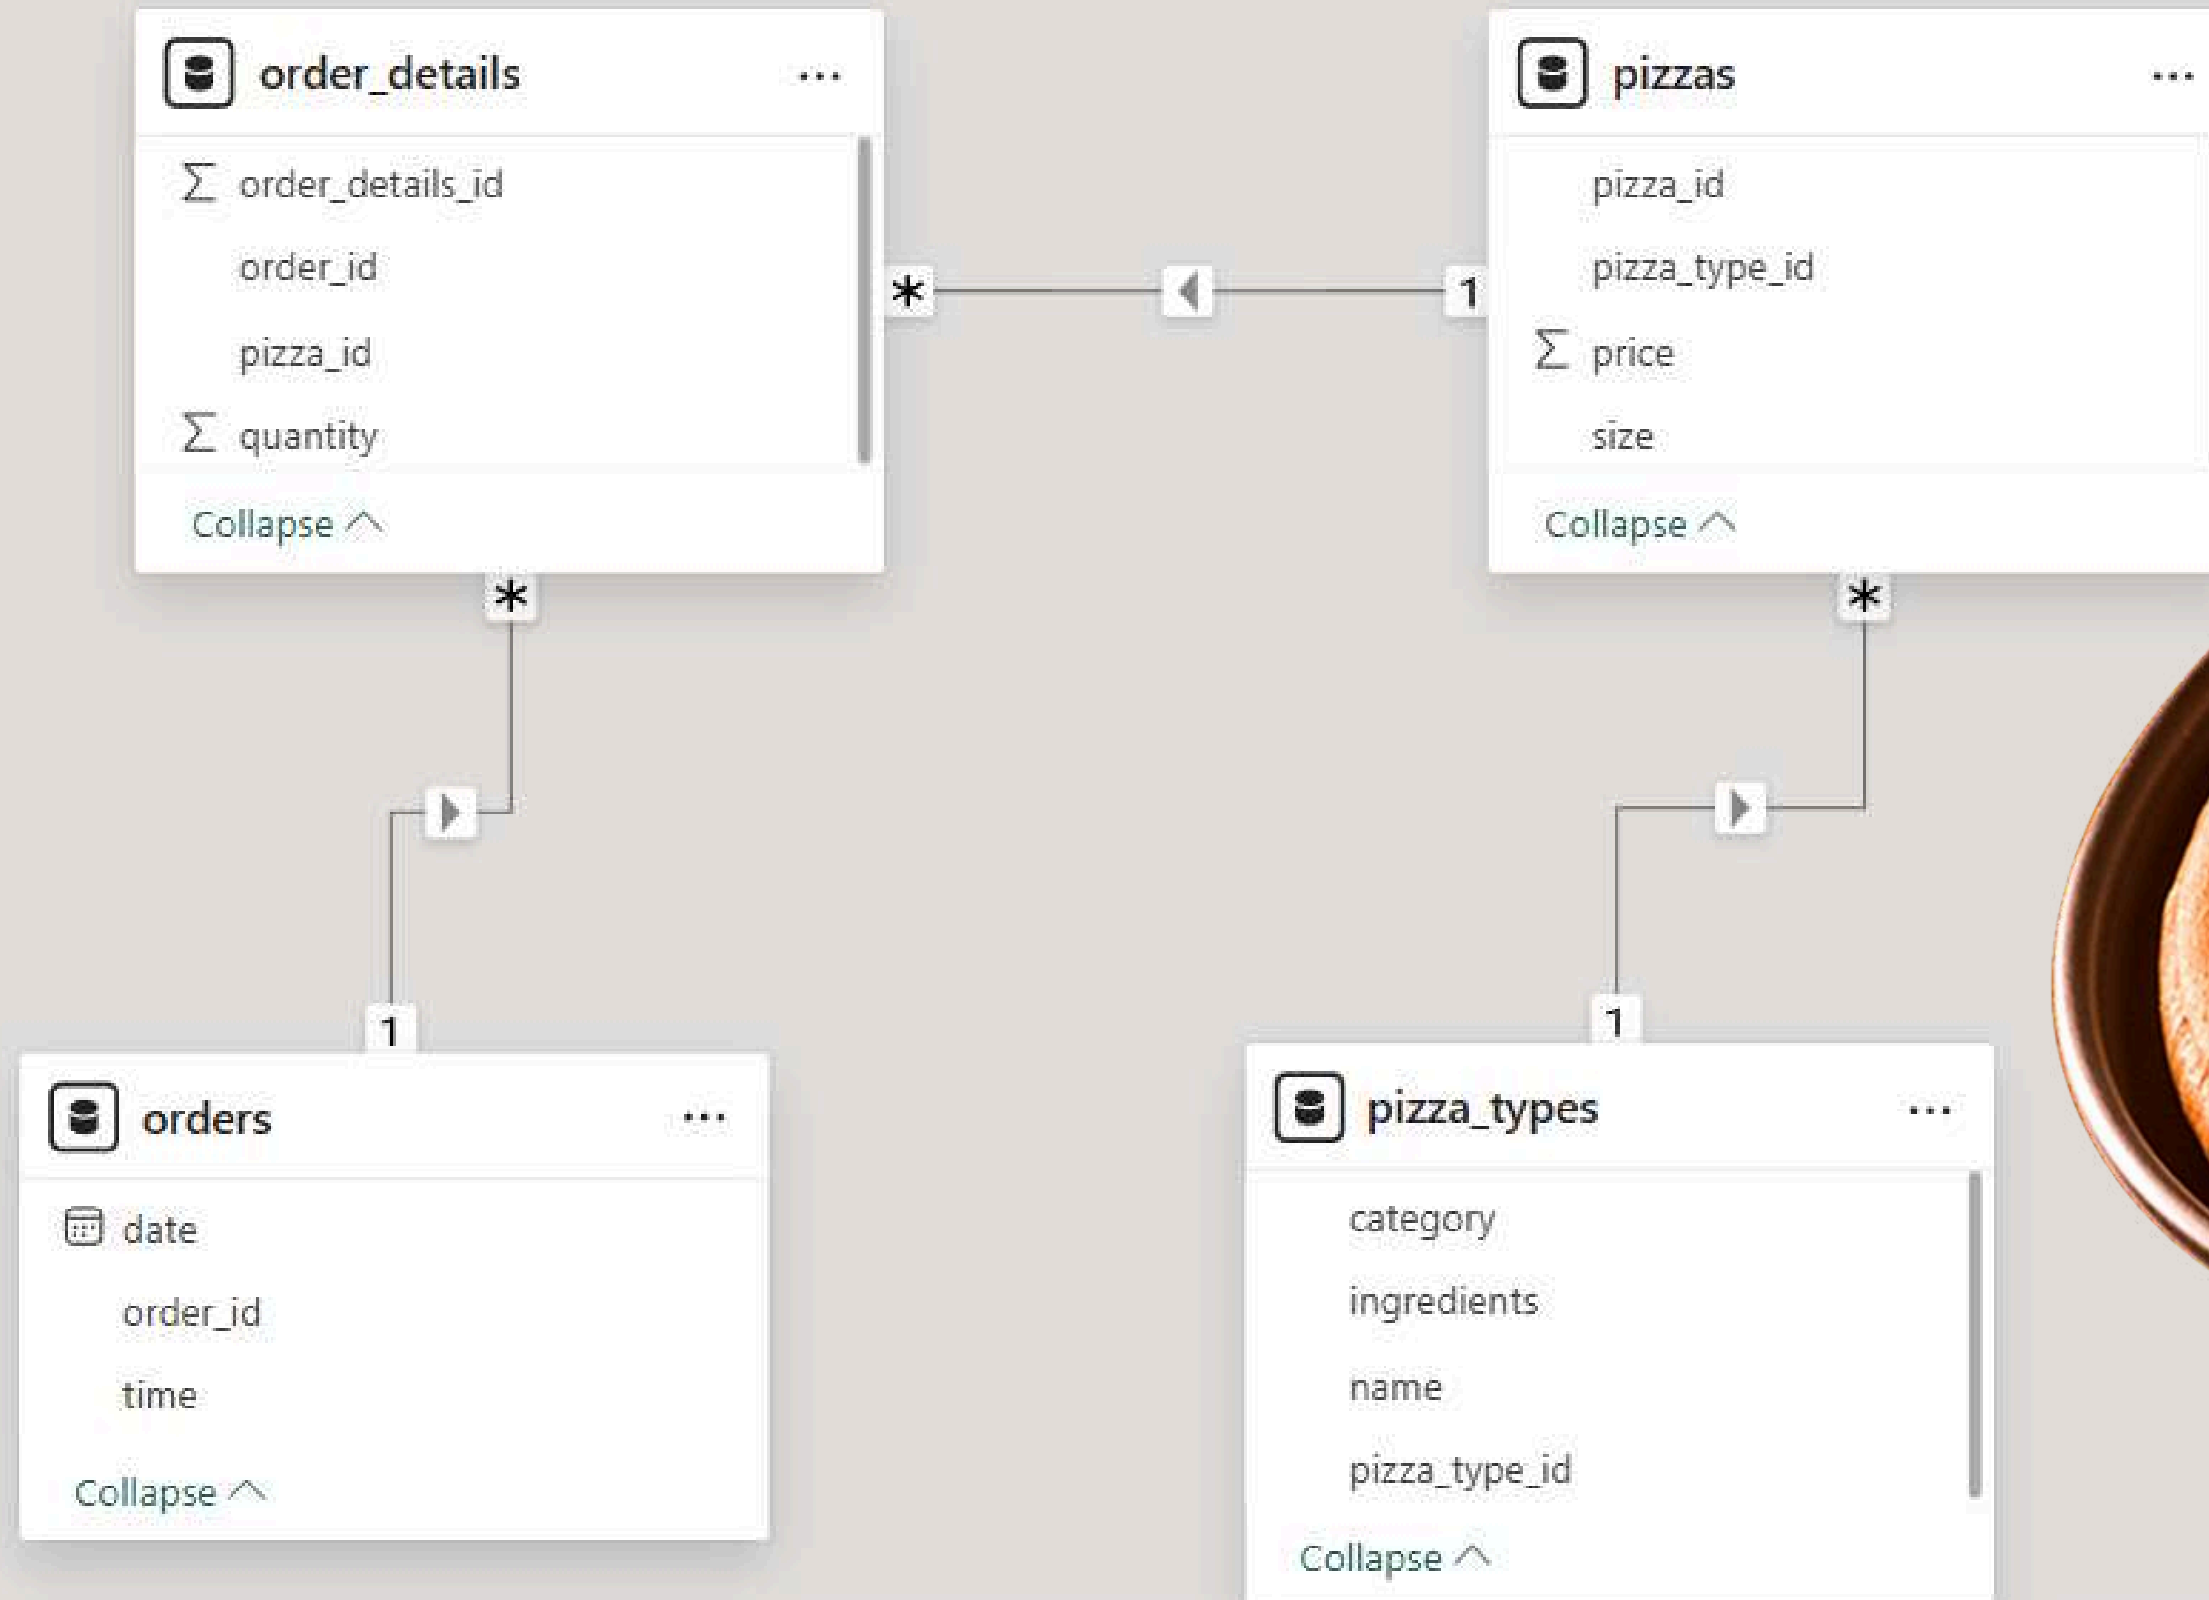 order_details
order_details_id
order_id
pizza_id
quantity
Collapse
pizzas
pizza_id
pizza_type_id
price
size
Collapse
*
1
*
1
*
1
orders
date
order_id
time
Collapse
pizza_types
category
ingredients
name
pizza_type_id
Collapse